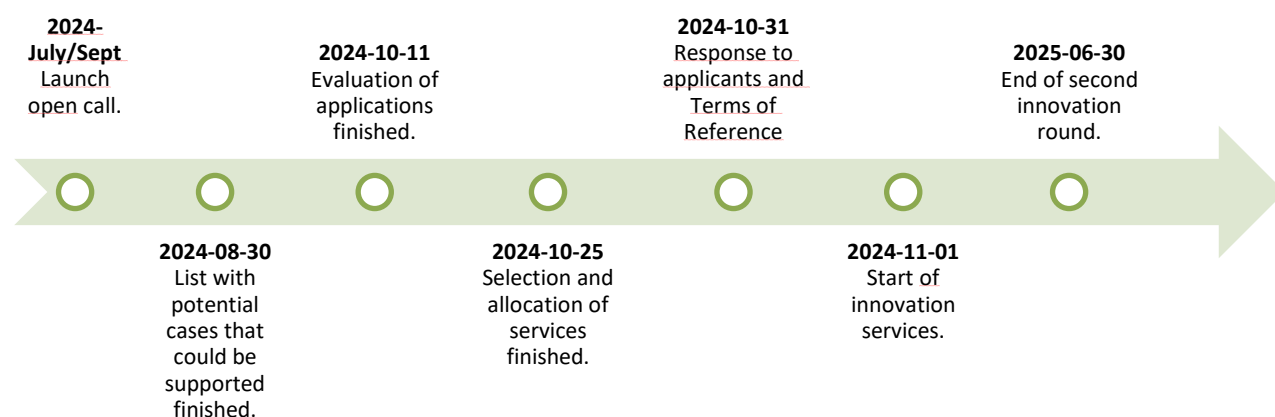 2024-
July/Sept
Launch
open call.
2024-08-30
List with
potential
cases that
could be
supported
finished.
2024-10-11
Evaluation of
applications
finished.
2024-10-25
Selection and
allocation of
services
finished.
2024-10-31
Response to
applicants and
Terms of
Reference
2024-11-01
Start of
innovation
services.
2025-06-30
End of second
innovation
round.